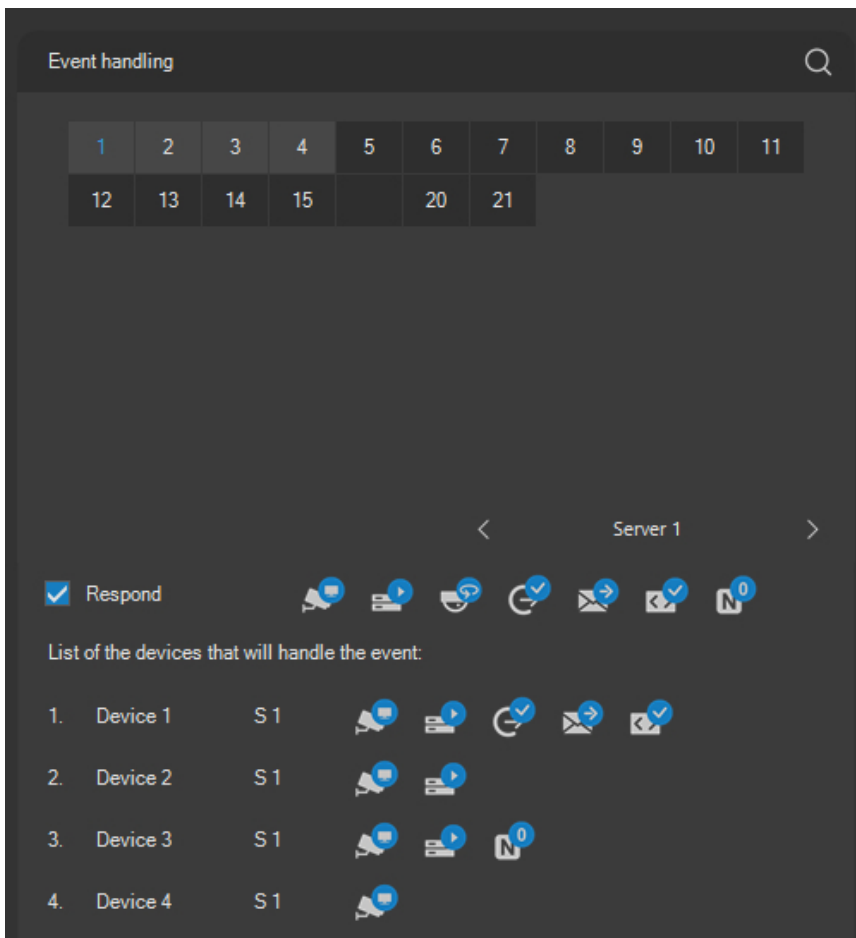 Event handling
1 2 3 4 5 6 7 8 9 10 11
12 13 14 15 20 21
Server 1
Respond N 0
List of the devices that will handle the event:
1. Device 1 S 1
2. Device 2 S 1
3. Device 3 S 1 N 0
4. Device 4 S 1